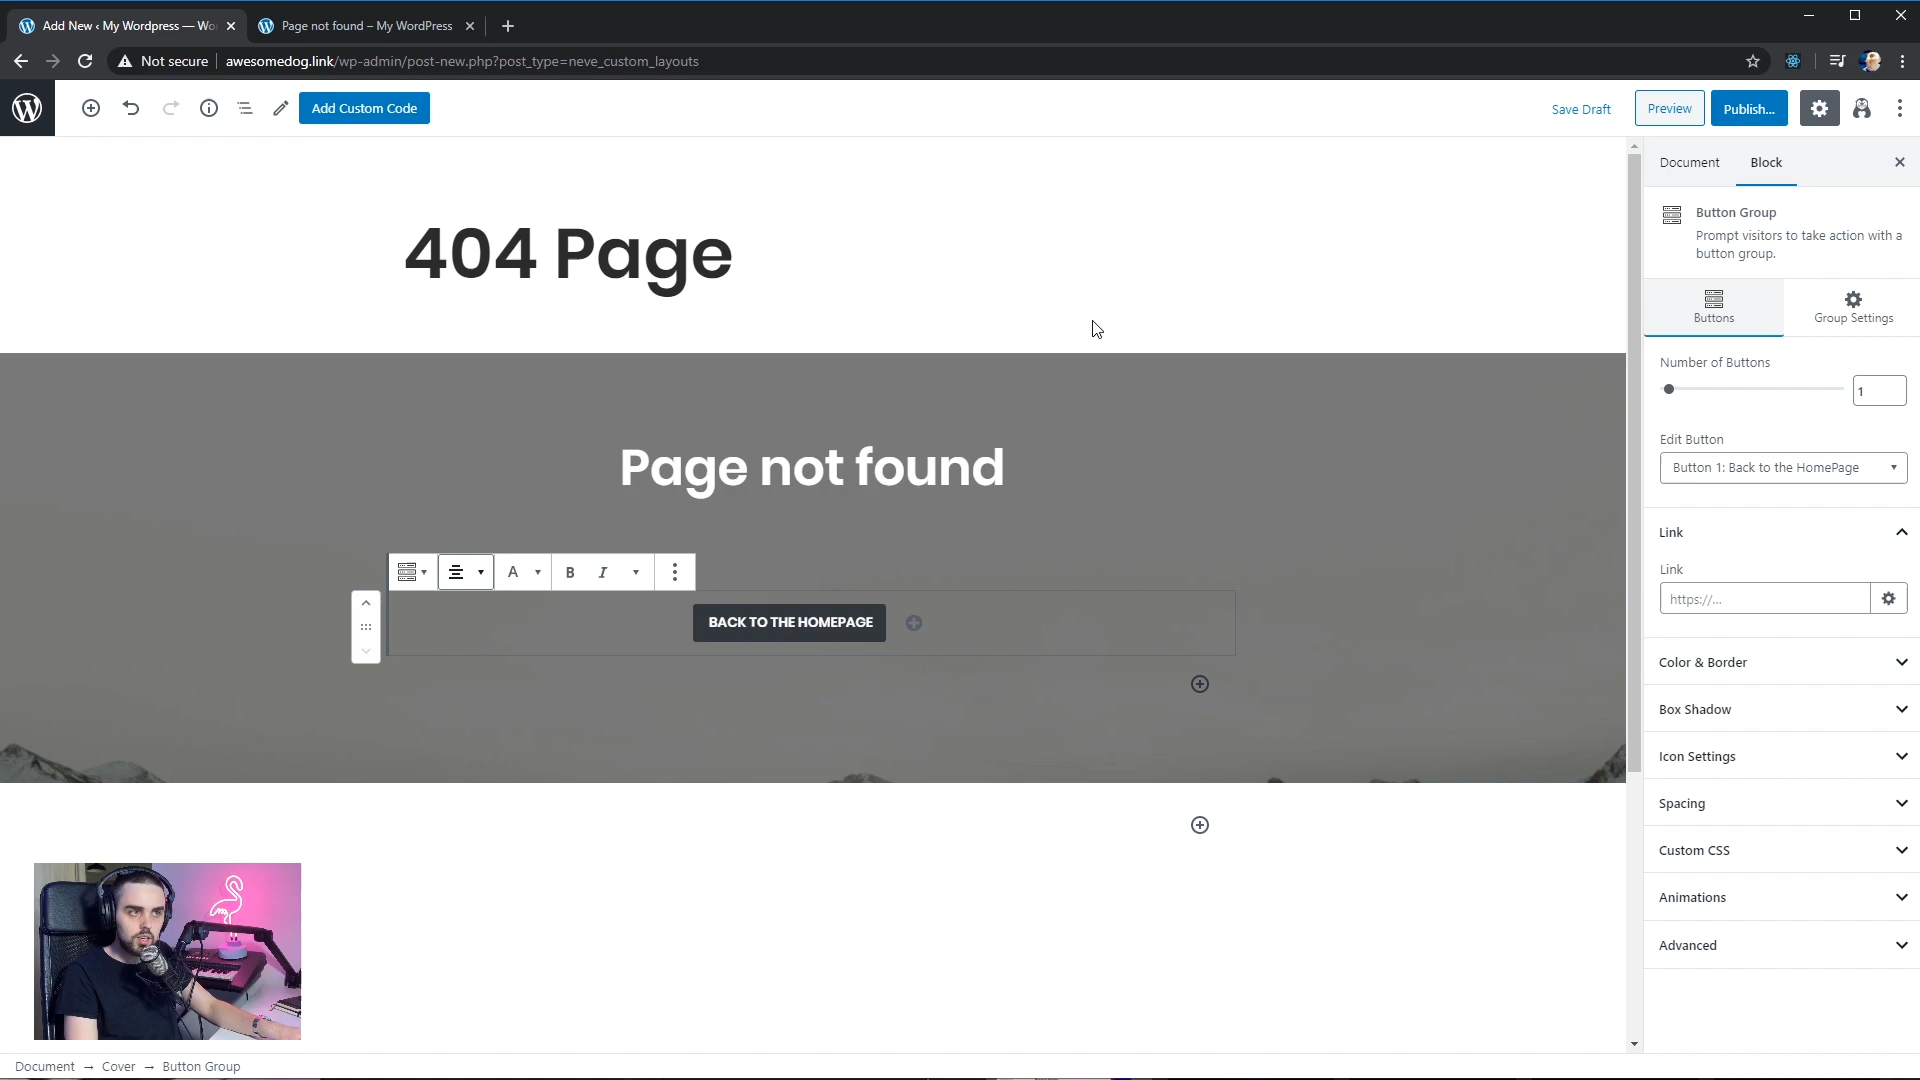 Add New ‹ My Wordpress — Wo
Page not found – My WordPress
Not secure
awesomedog.link/wp-admin/post-new.php?post_type=neve_custom_layouts
Add Custom Code
Save Draft
Preview
Publish...
Document
Block
Button Group
Prompt visitors to take action with a
button group.
Buttons
Group Settings
Number of Buttons
1
Edit Button
Button 1: Back to the HomePage
Link
Link
https://...
Color & Border
Box Shadow
Icon Settings
Spacing
Custom CSS
Animations
Advanced
404 Page
Page not found
A
B
I
BACK TO THE HOMEPAGE
Document → Cover → Button Group